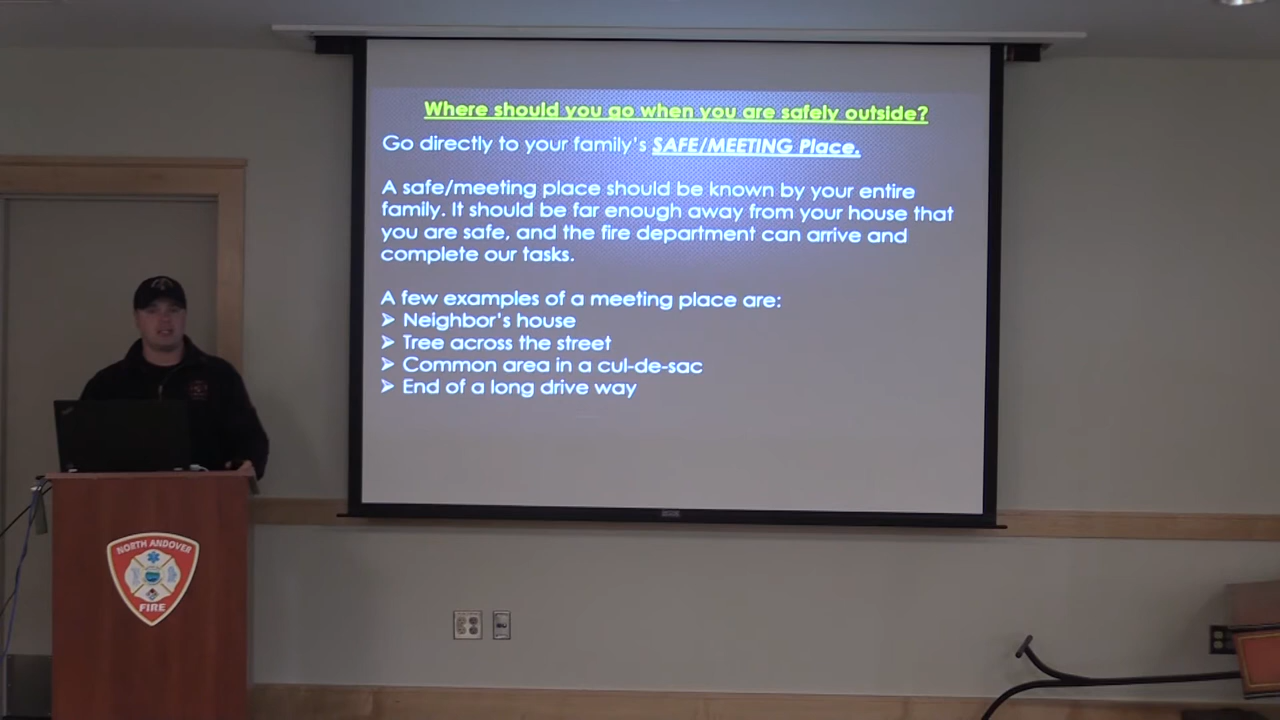 Where should you go when you are safely outside?
Go directly to your family's SAFE/MEETING Place.
A safe/meeting place should be known by your entire
family. It should be far enough away from your house that
you are safe, and the fire department can arrive and
complete our tasks.
A few examples of a meeting place are:
➢ Neighbor's house
➢ Tree across the street
➢ Common area in a cul-de-sac
➢ End of a long drive way
NORTH ANDOVER
FIRE